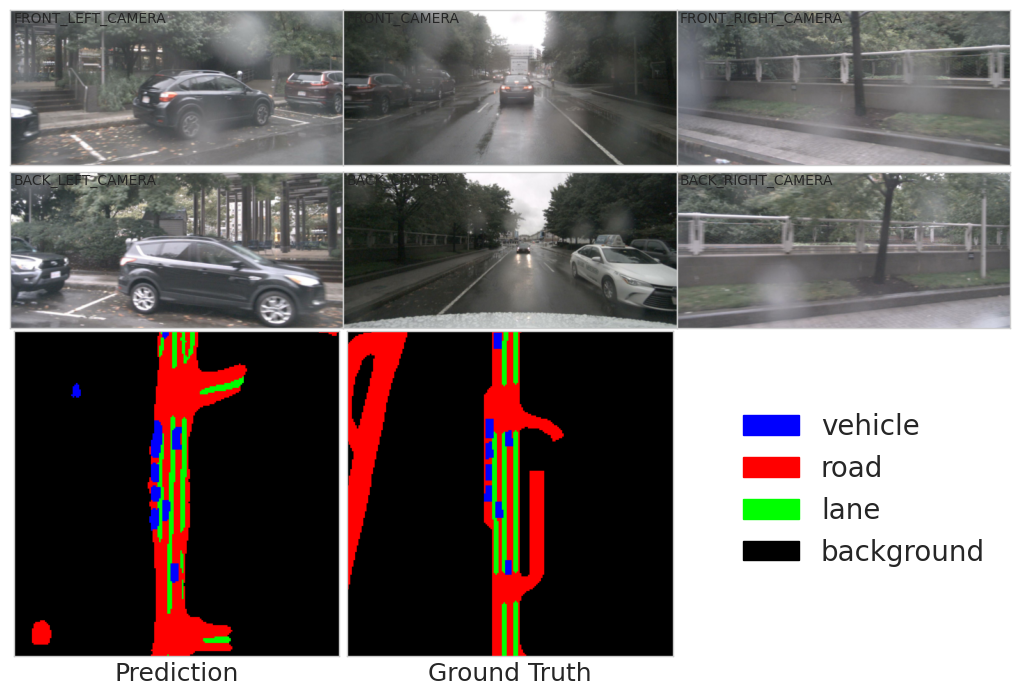 FRONT_LEFT_CAMERA
FRONT_CAMERA
FRONT_RIGHT_CAMERA
BACK_LEFT_CAMERA
BACK_CAMERA
BACK_RIGHT_CAMERA
vehicle
road
lane
background
Prediction
Ground Truth